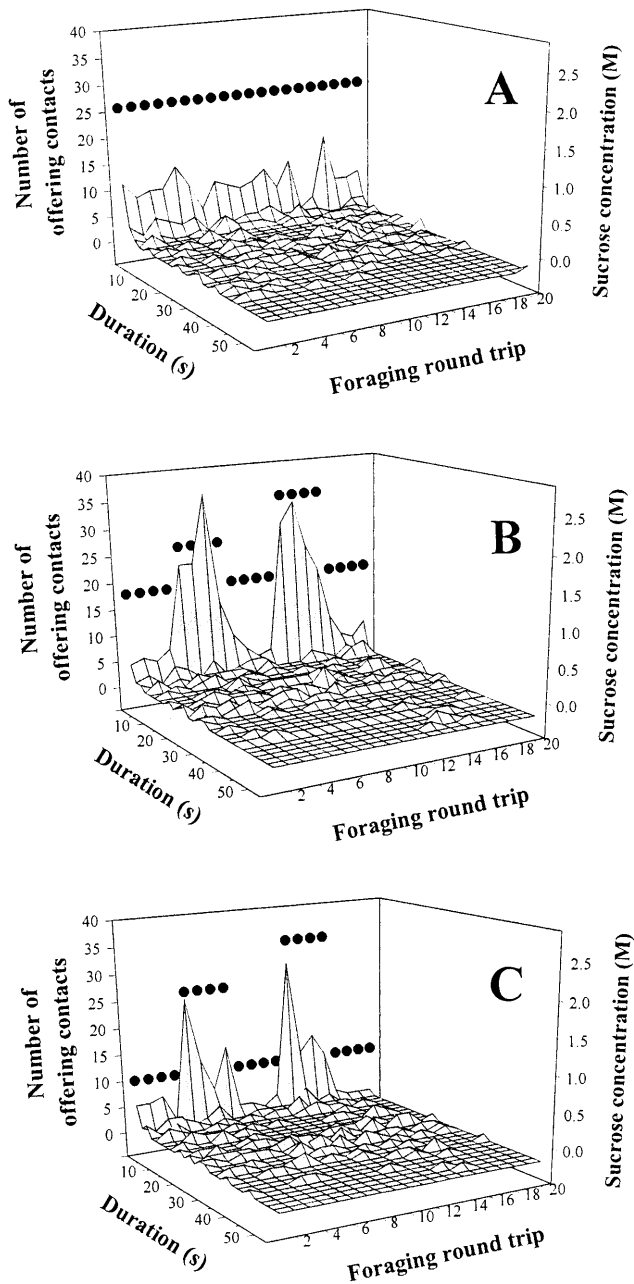 A
Number of
offering contacts
40
35
30
25
20
15
10
5
0
Sucrose concentration (M)
2.5
2.0
1.5
1.0
0.5
0.0
Duration (s)
10
20
30
40
50
Foraging round trip
2 4 6 8 10 12 14 16 18 20
B
Number of
offering contacts
40
35
30
25
20
15
10
5
0
Sucrose concentration (M)
2.5
2.0
1.5
1.0
0.5
0.0
Duration (s)
10
20
30
40
50
Foraging round trip
2 4 6 8 10 12 14 16 18 20
C
Number of
offering contacts
40
35
30
25
20
15
10
5
0
Sucrose concentration (M)
2.5
2.0
1.5
1.0
0.5
0.0
Duration (s)
10
20
30
40
50
Foraging round trip
2 4 6 8 10 12 14 16 18 20